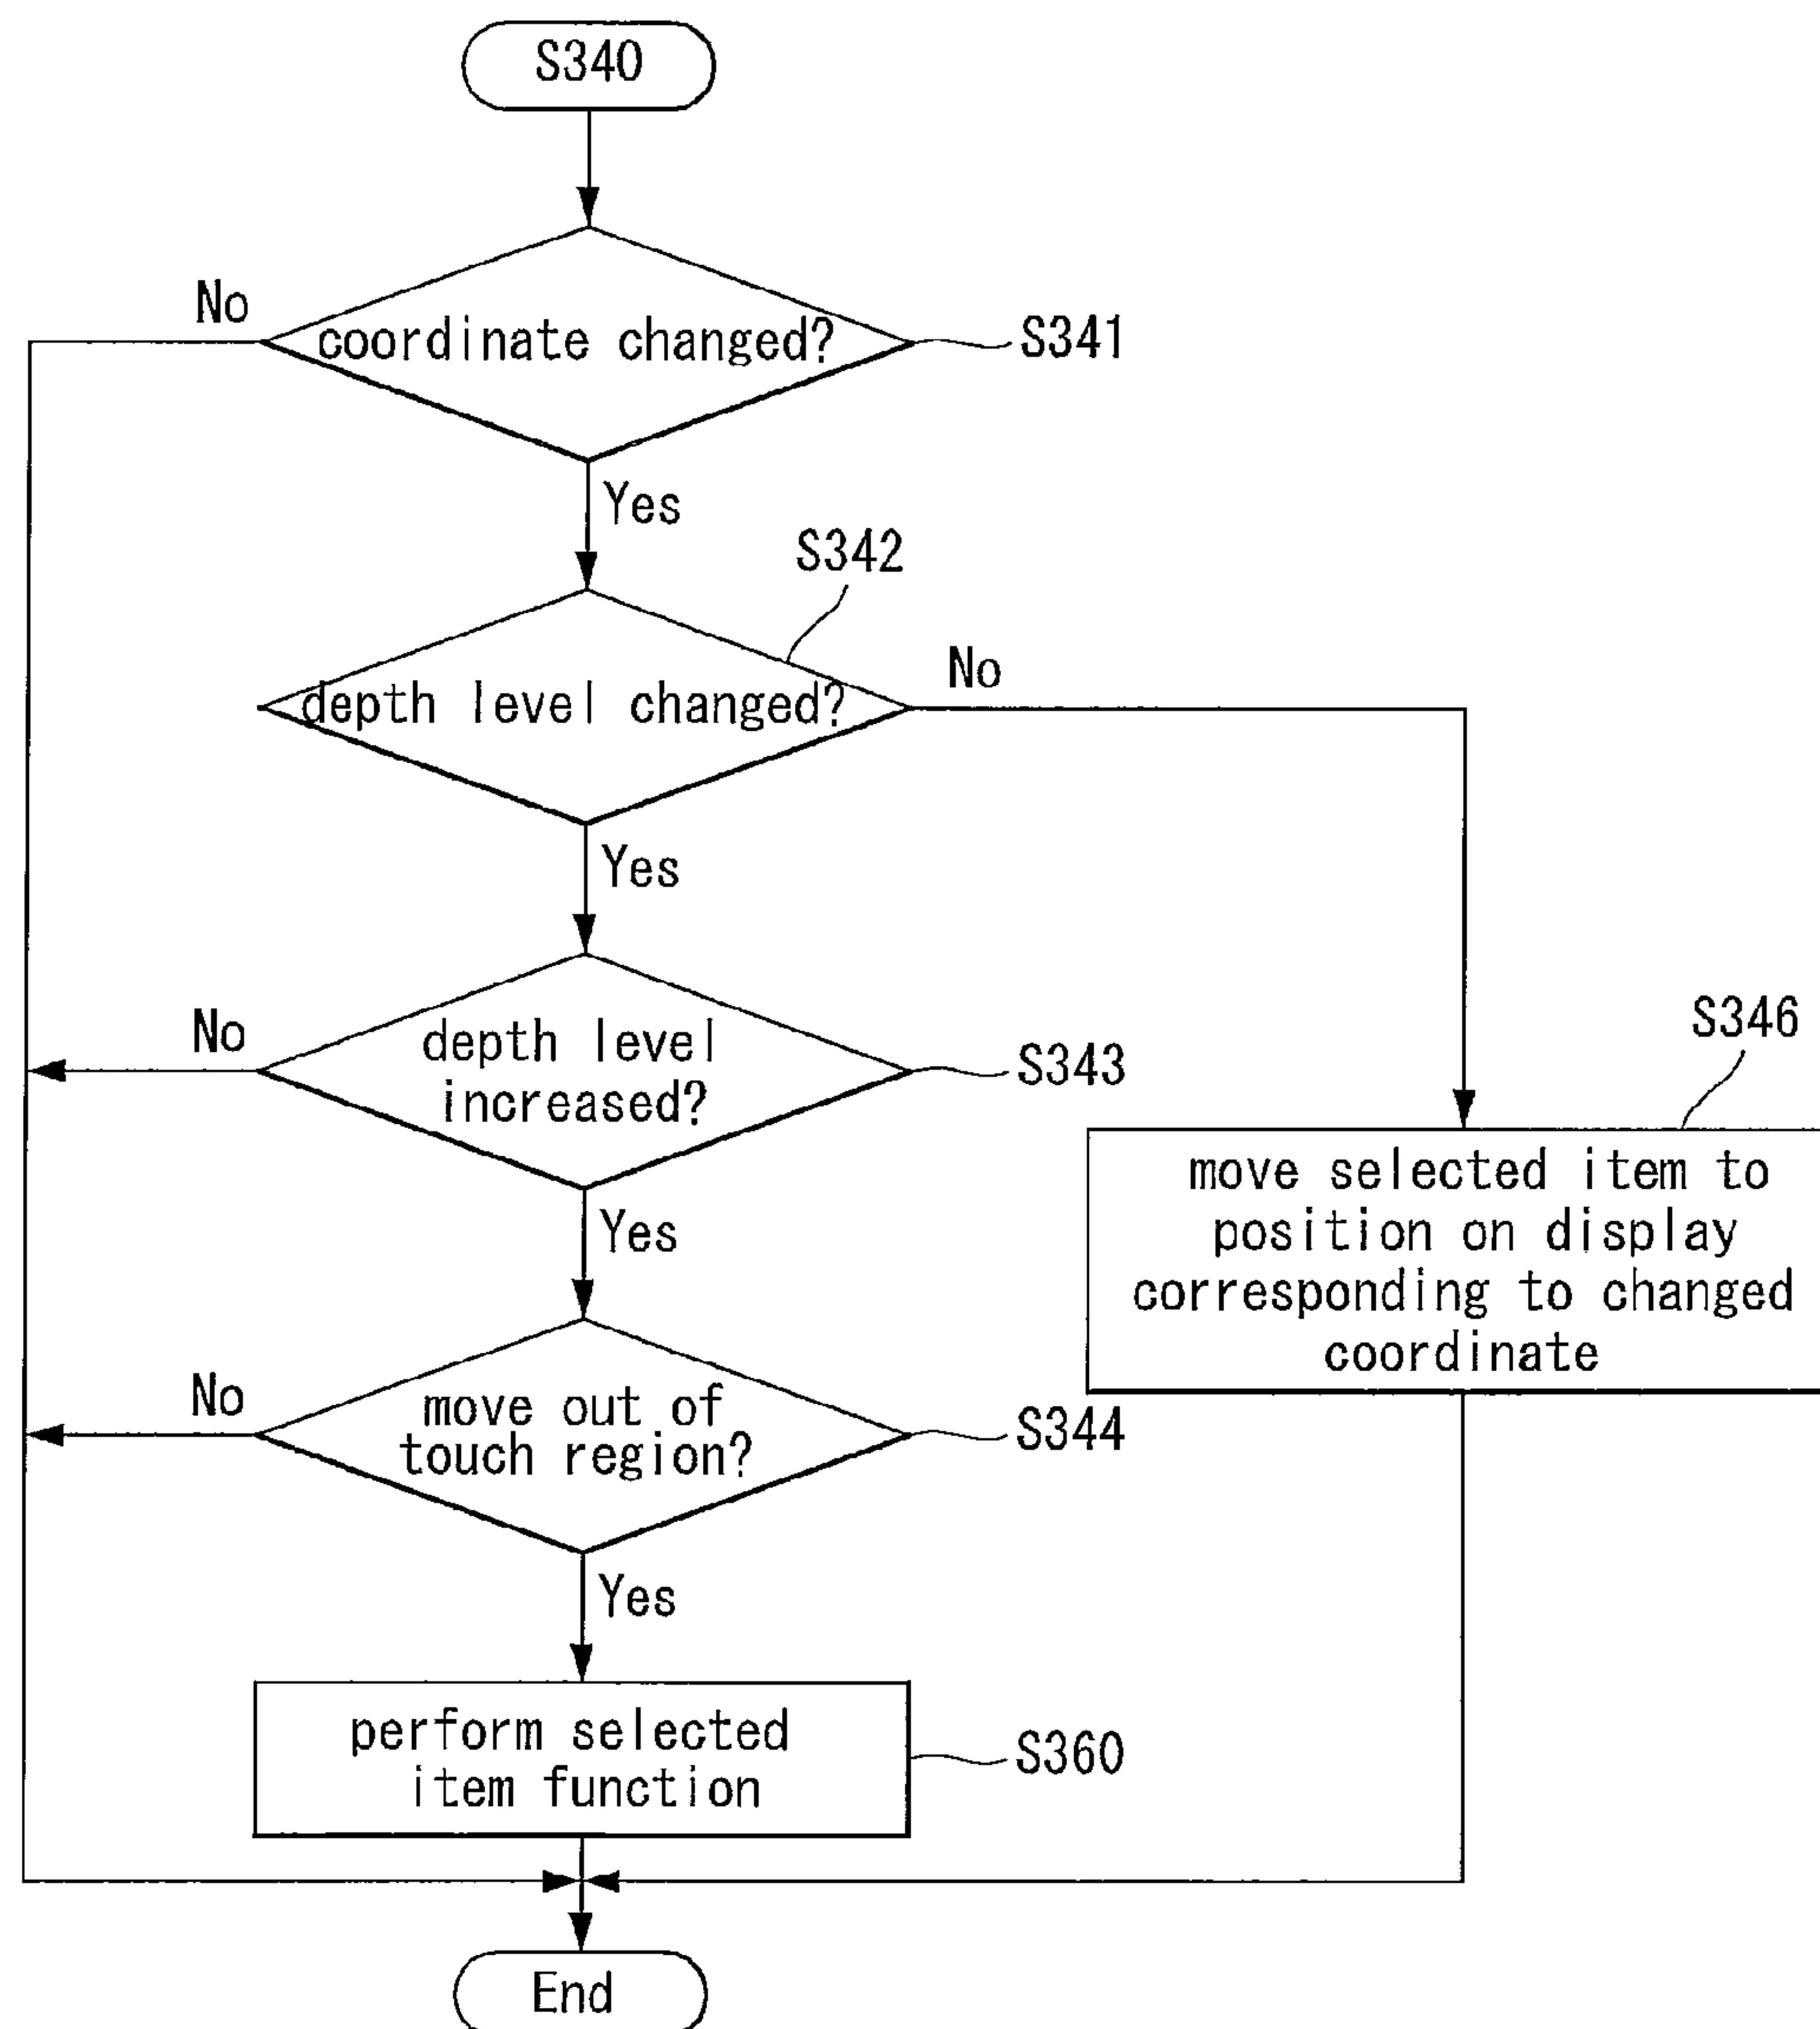 S340
No
coordinate changed?
S341
Yes
S342
No
depth level changed?
Yes
No
depth level
increased?
S343
S346
Yes
move selected item to
position on display
corresponding to changed
coordinate
No
move out of
touch region?
S344
Yes
perform selected
item function
S360
End